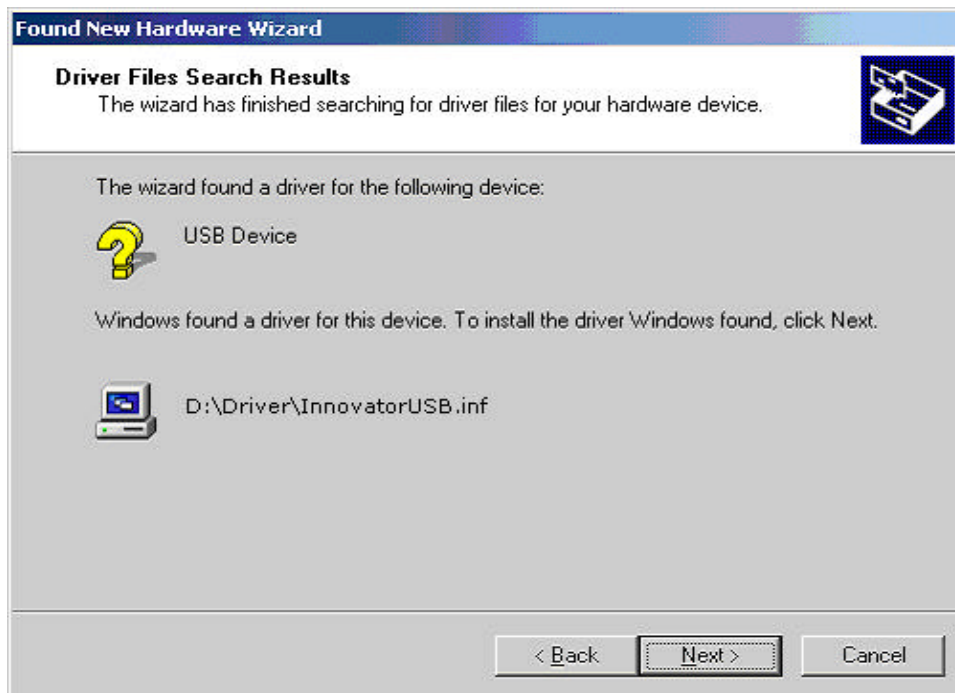 Found New Hardware Wizard
Driver Files Search Results
The wizard has finished searching for driver files for your hardware device.
The wizard found a driver for the following device:
USB Device
Windows found a driver for this device. To install the driver Windows found, click Next.
D:\Driver\InnovatorUSB.inf
< Back Next > Cancel